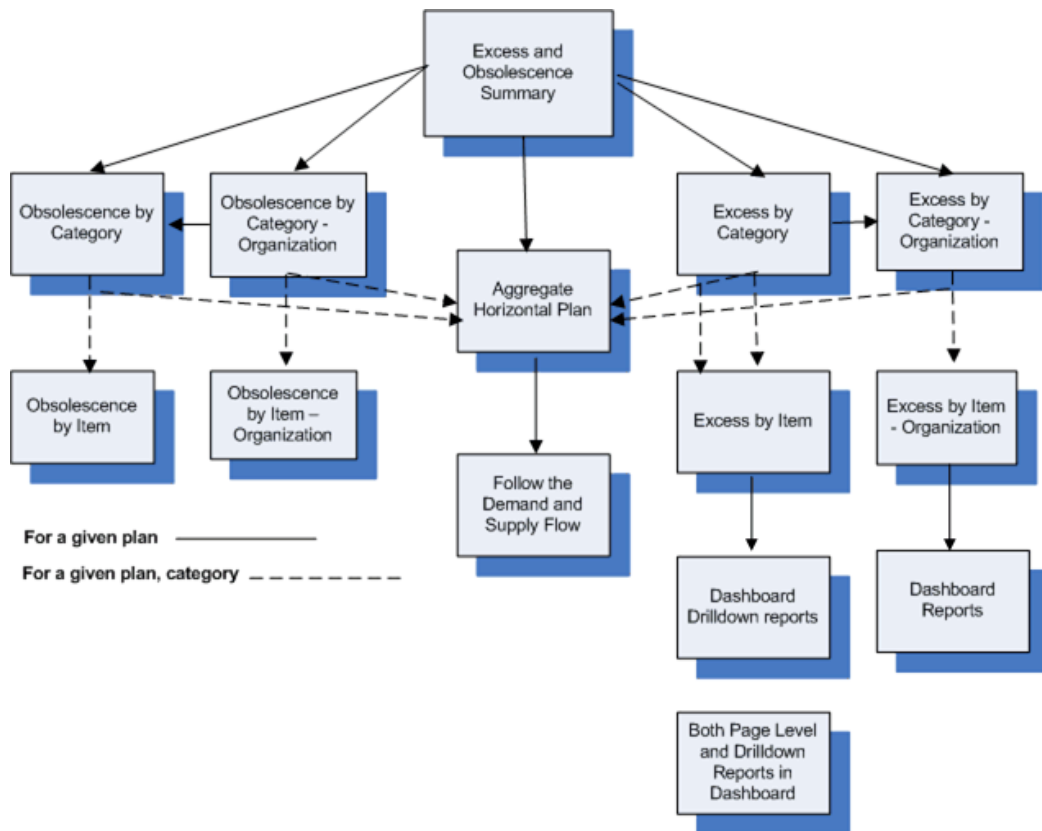 Excess and
Obsolescence
Summary
Obsolescence by
Category
Obsolescence by
Category -
Organization
Excess by
Category
Excess by
Category -
Organization
Aggregate
Horizontal Plan
Obsolescence
by Item
Obsolescence
by Item –
Organization
Excess by Item
Excess by Item
- Organization
Follow the
Demand and
Supply Flow
For a given plan
For a given plan, category
Dashboard
Drilldown reports
Dashboard
Reports
Both Page Level
and Drilldown
Reports in
Dashboard